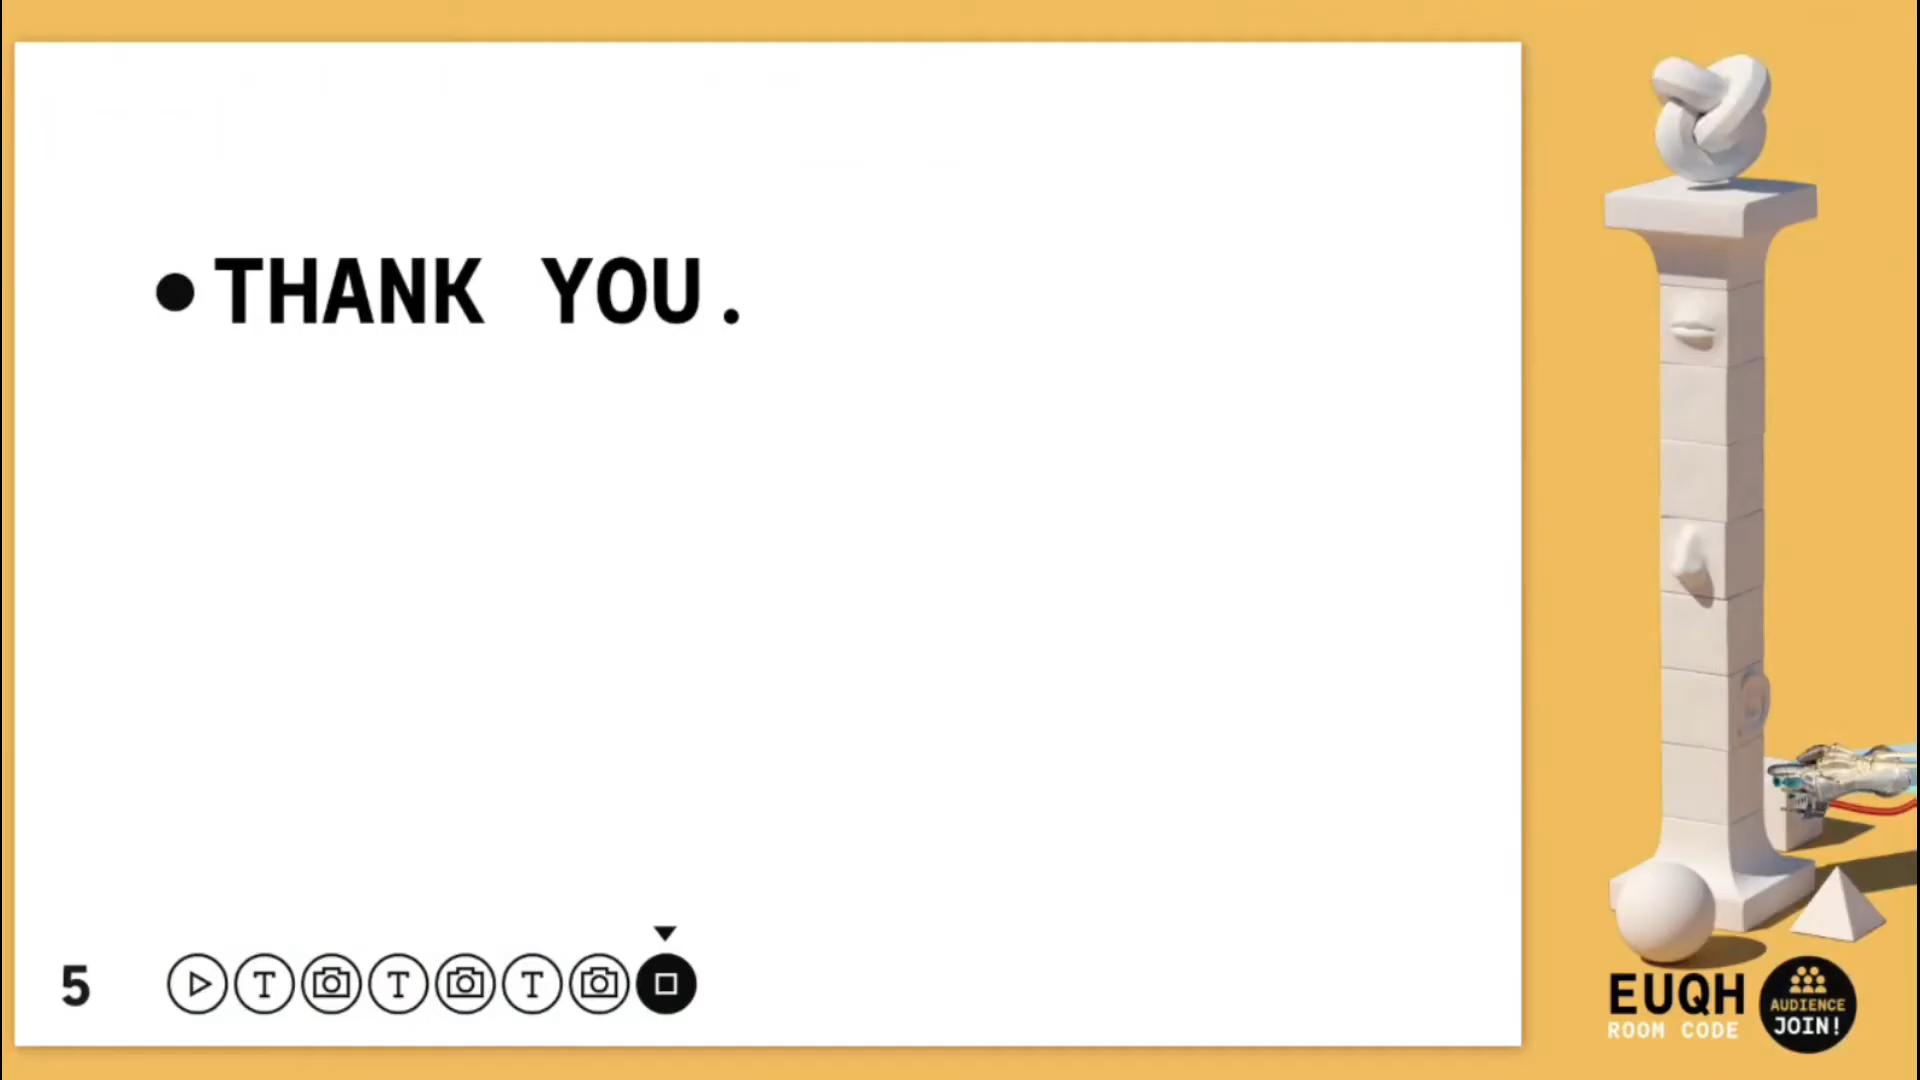 ●THANK YOU.
5
T T T
EUQH
ROOM CODE
AUDIENCE
JOIN!